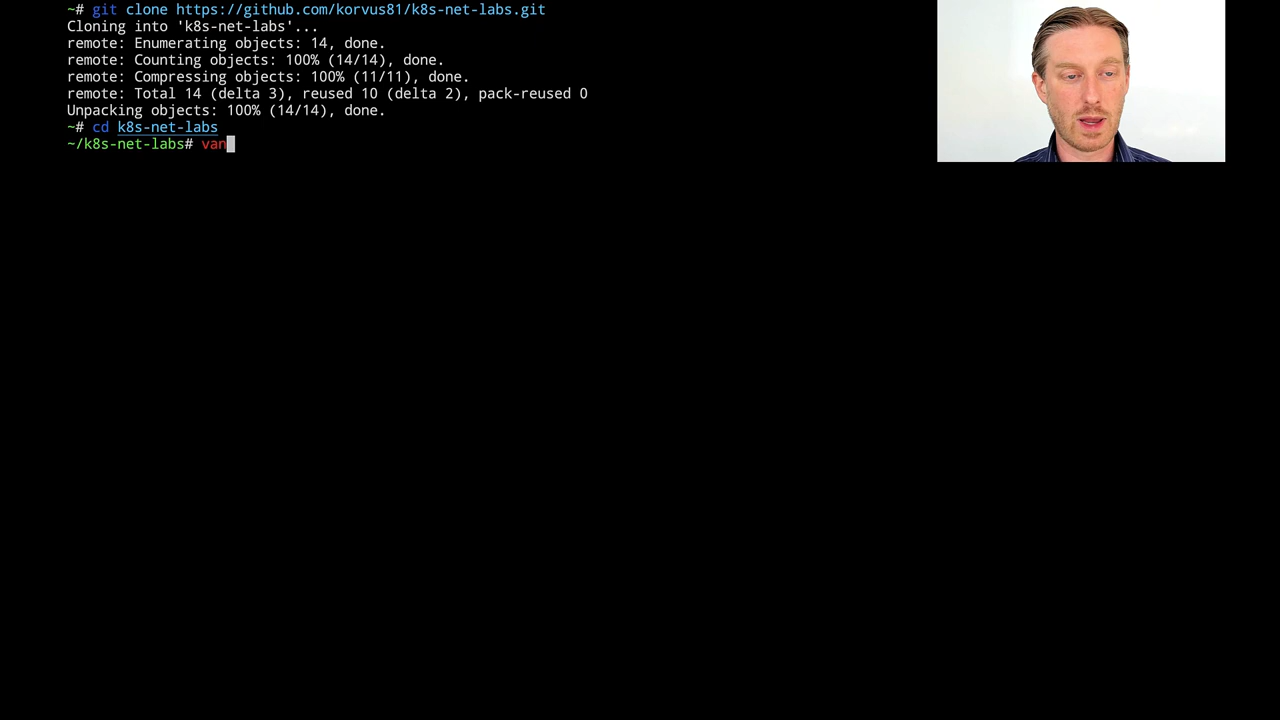 ~# git clone https://github.com/korvus81/k8s-net-labs.git
Cloning into 'k8s-net-labs'...
remote: Enumerating objects: 14, done.
remote: Counting objects: 100% (14/14), done.
remote: Compressing objects: 100% (11/11), done.
remote: Total 14 (delta 3), reused 10 (delta 2), pack-reused 0
Unpacking objects: 100% (14/14), done.
~# cd k8s-net-labs
~/k8s-net-labs# van